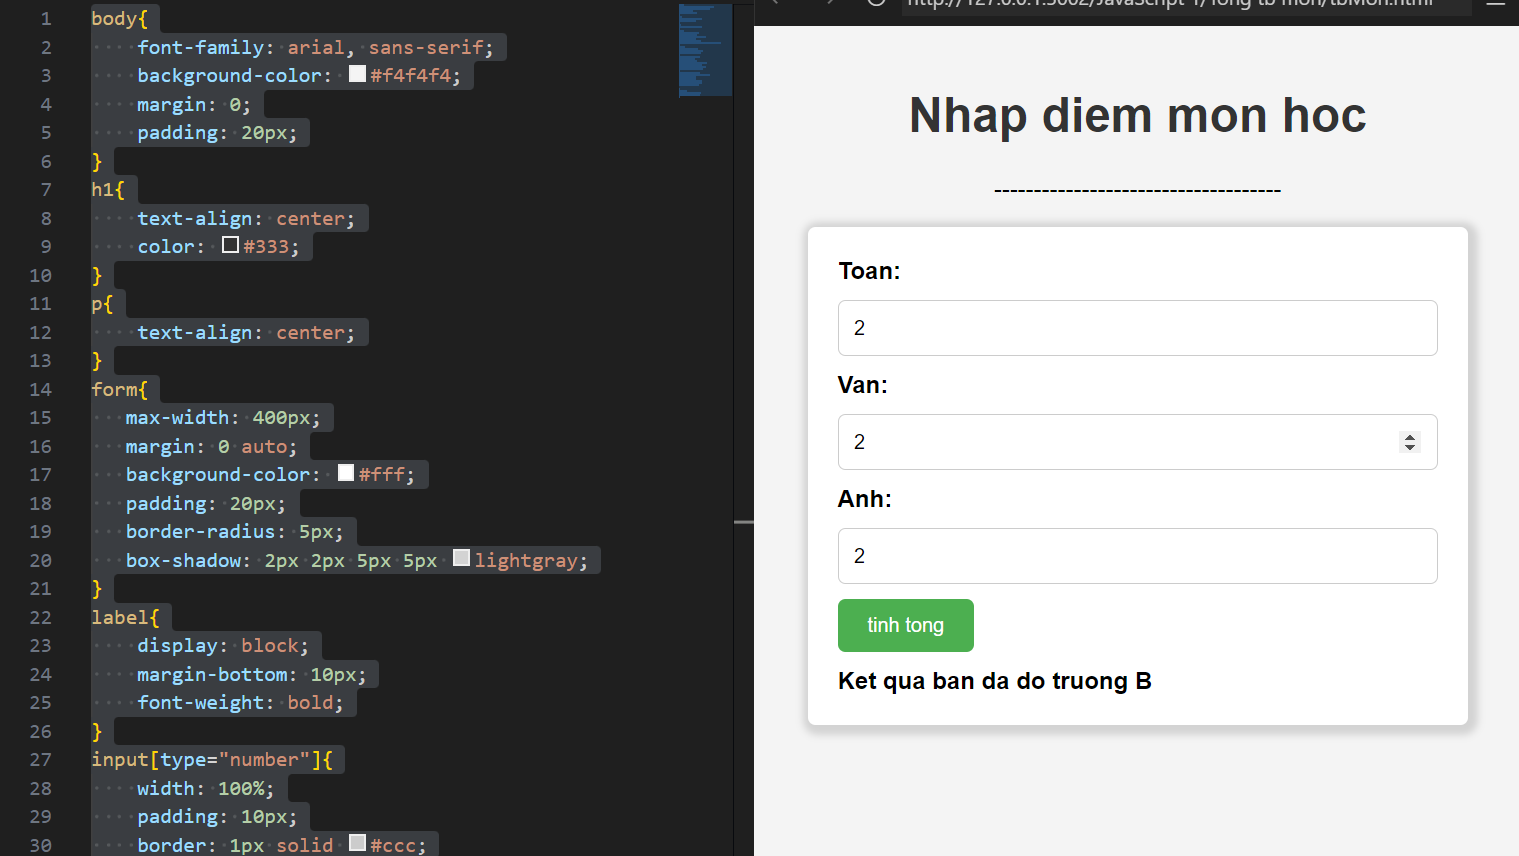 1 body{
2 font-family: arial, sans-serif;
3 background-color: #f4f4f4;
4 margin: 0;
5 padding: 20px;
6 }
7 h1{
8 text-align: center;
9 color: #333;
10 }
11 p{
12 text-align: center;
13 }
14 form{
15 max-width: 400px;
16 margin: 0 auto;
17 background-color: #fff;
18 padding: 20px;
19 border-radius: 5px;
20 box-shadow: 2px 2px 5px 5px lightgray;
21 }
22 label{
23 display: block;
24 margin-bottom: 10px;
25 font-weight: bold;
26 }
27 input[type="number"]{
28 width: 100%;
29 padding: 10px;
30 border: 1px solid #ccc;
Nhap diem mon hoc
------------------------------------
Toan:
2
Van:
2
Anh:
2
tinh tong
Ket qua ban da do truong B